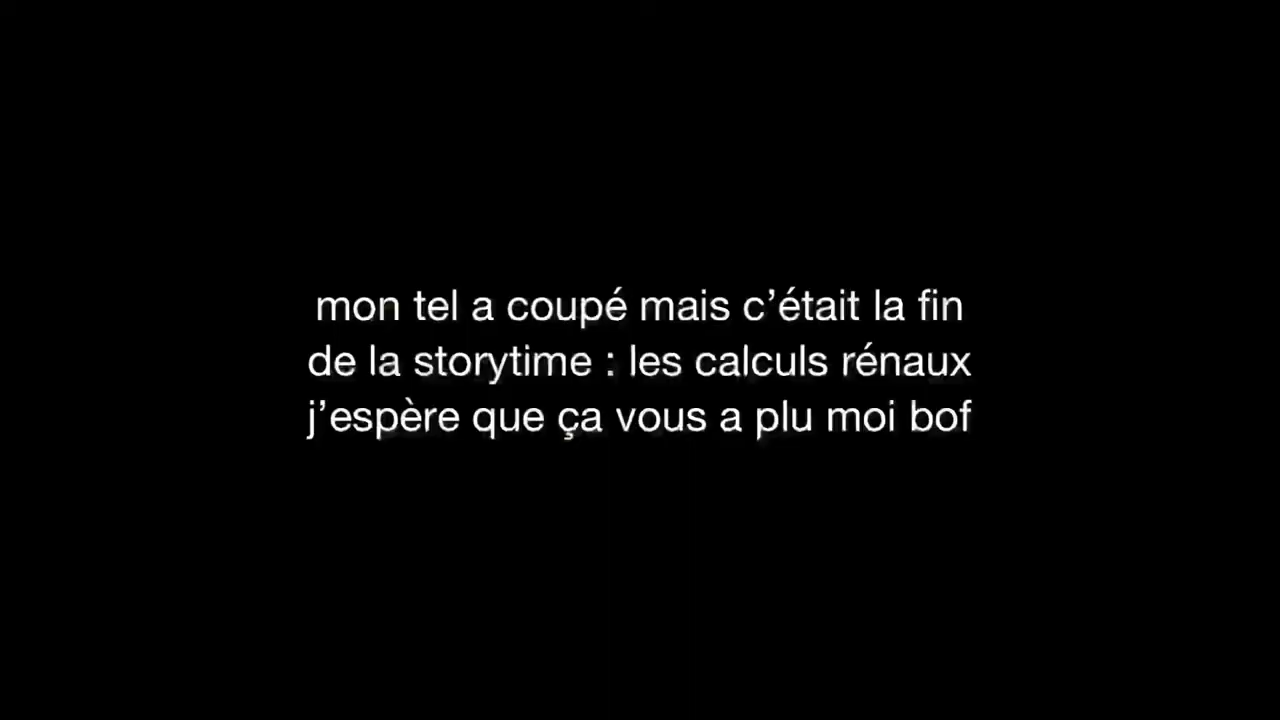 mon tel a coupé mais c’était la fin
de la storytime : les calculs rénaux
j’espère que ça vous a plu moi bof